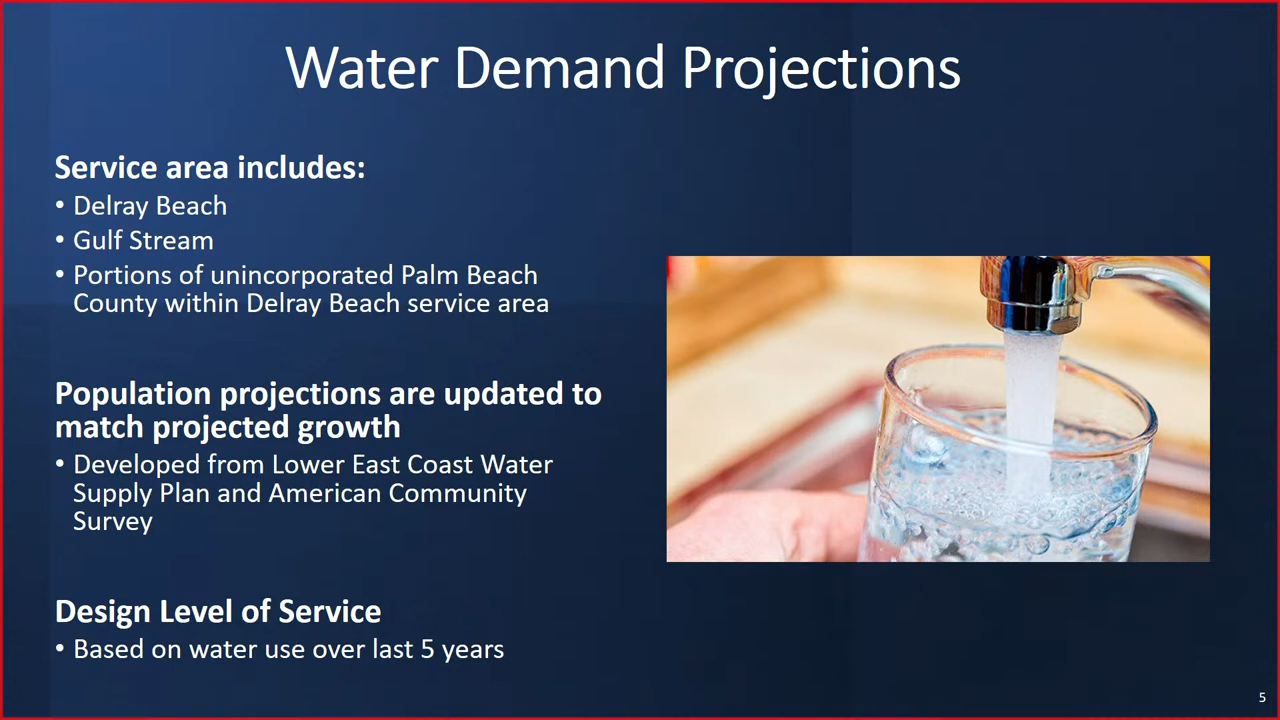 Water Demand Projections
Service area includes:
• Delray Beach
• Gulf Stream
• Portions of unincorporated Palm Beach
County within Delray Beach service area
Population projections are updated to
match projected growth
• Developed from Lower East Coast Water
Supply Plan and American Community
Survey
Design Level of Service
• Based on water use over last 5 years
5